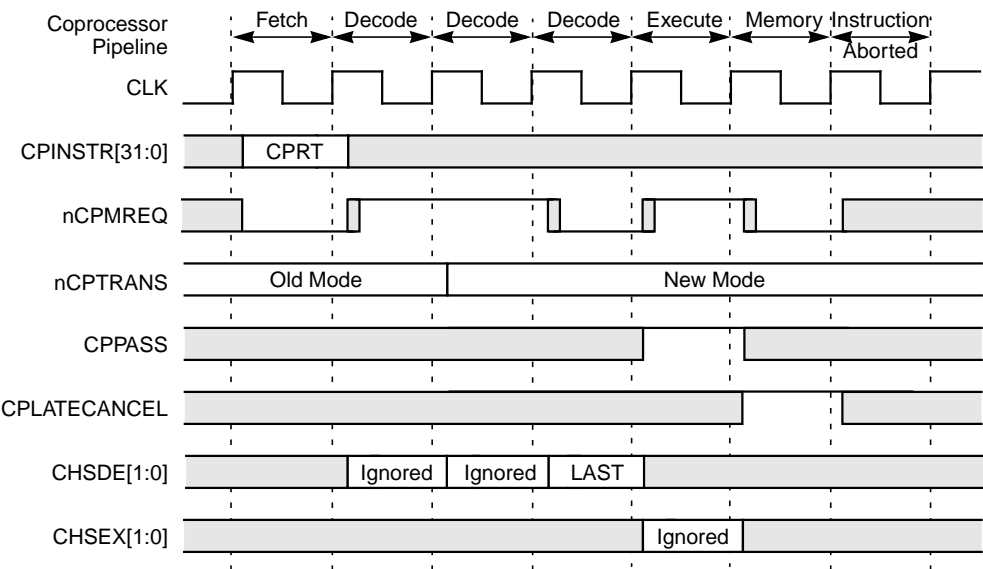 Coprocessor
Pipeline
Fetch Decode Decode Decode Execute Memory Instruction
Aborted
CLK
CPINSTR[31:0] CPRT
nCPMREQ
nCPTRANS Old Mode New Mode
CPPASS
CPLATECANCEL
CHSDE[1:0] Ignored Ignored LAST
CHSEX[1:0] Ignored